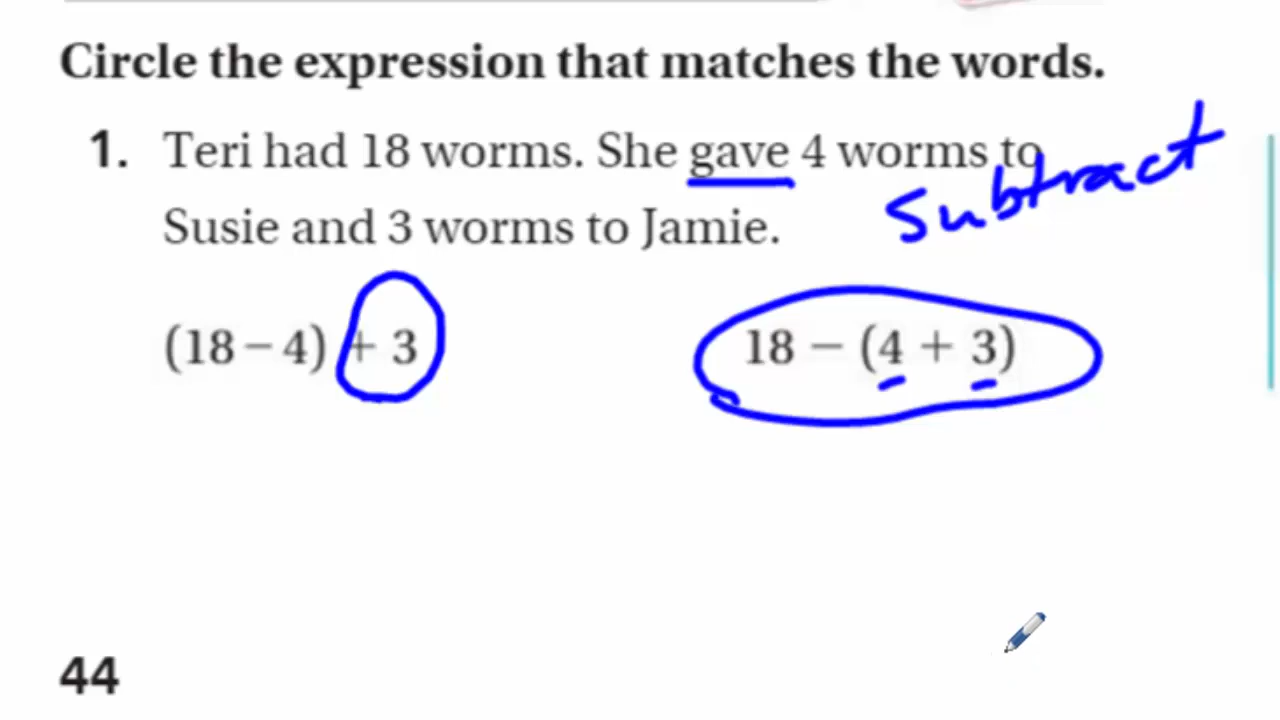 Circle the expression that matches the words.
1. Teri had 18 worms. She gave 4 worms to
Susie and 3 worms to Jamie.
subtract
(18 – 4) + 3
18 – (4 + 3)
44